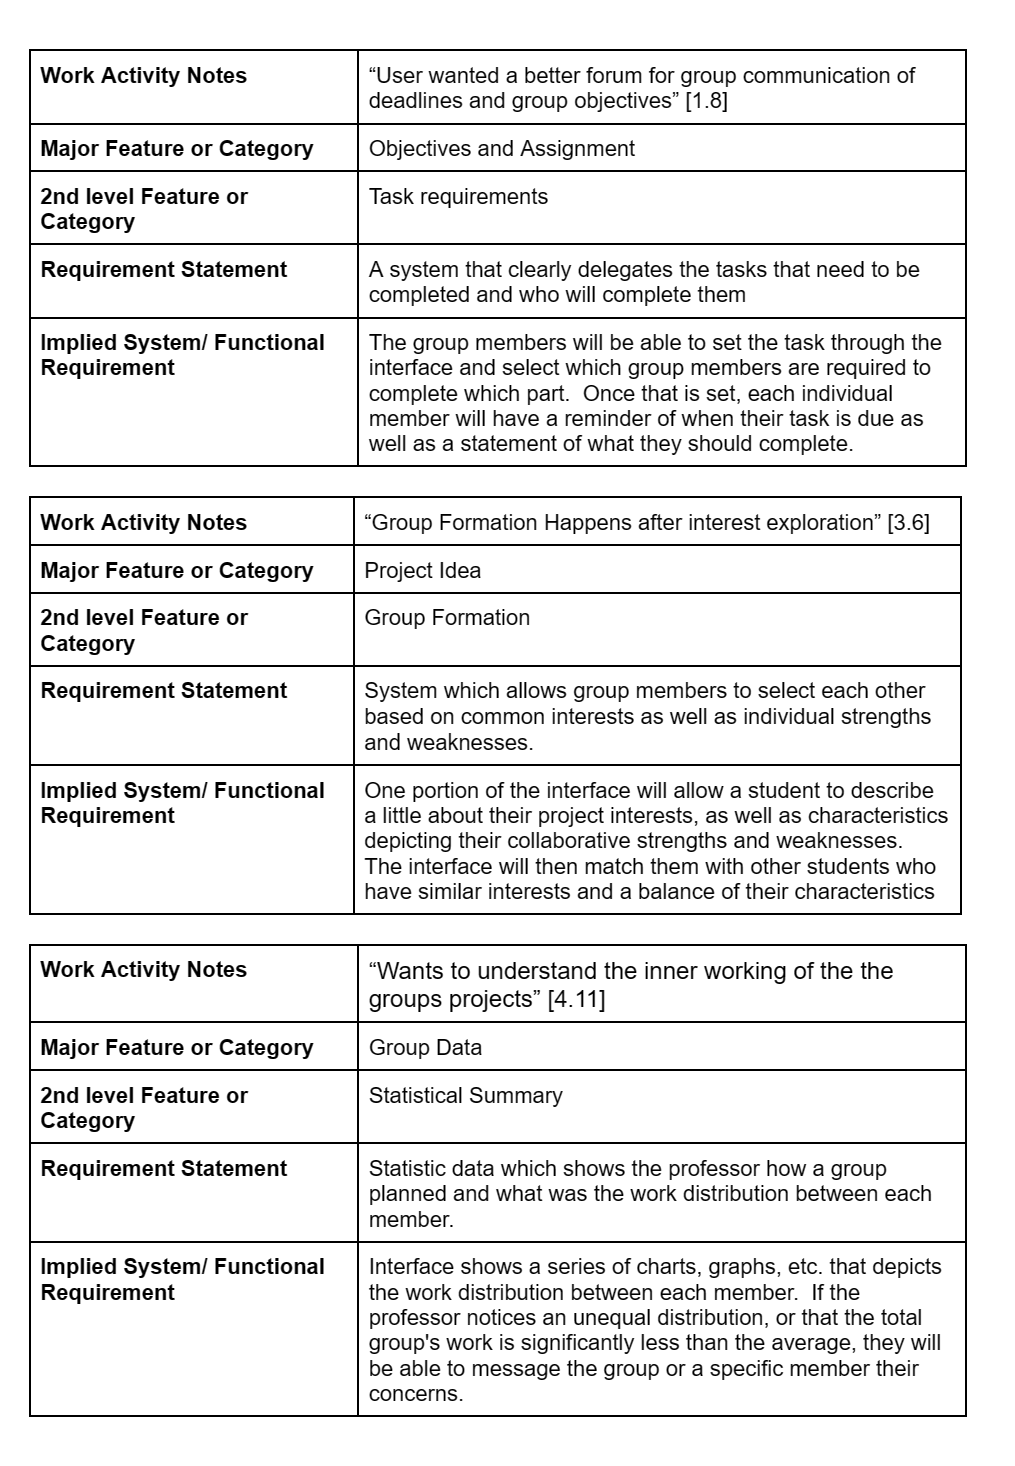 Work Activity Notes
“User wanted a better forum for group communication of
deadlines and group objectives” [1.8]
Major Feature or Category
Objectives and Assignment
2nd level Feature or
Category
Task requirements
Requirement Statement
A system that clearly delegates the tasks that need to be
completed and who will complete them
Implied System/ Functional
Requirement
The group members will be able to set the task through the
interface and select which group members are required to
complete which part.  Once that is set, each individual
member will have a reminder of when their task is due as
well as a statement of what they should complete.
Work Activity Notes
“Group Formation Happens after interest exploration” [3.6]
Major Feature or Category
Project Idea
2nd level Feature or
Category
Group Formation
Requirement Statement
System which allows group members to select each other
based on common interests as well as individual strengths
and weaknesses.
Implied System/ Functional
Requirement
One portion of the interface will allow a student to describe
a little about their project interests, as well as characteristics
depicting their collaborative strengths and weaknesses.
The interface will then match them with other students who
have similar interests and a balance of their characteristics
Work Activity Notes
“Wants to understand the inner working of the the
groups projects” [4.11]
Major Feature or Category
Group Data
2nd level Feature or
Category
Statistical Summary
Requirement Statement
Statistic data which shows the professor how a group
planned and what was the work distribution between each
member.
Implied System/ Functional
Requirement
Interface shows a series of charts, graphs, etc. that depicts
the work distribution between each member.  If the
professor notices an unequal distribution, or that the total
group's work is significantly less than the average, they will
be able to message the group or a specific member their
concerns.